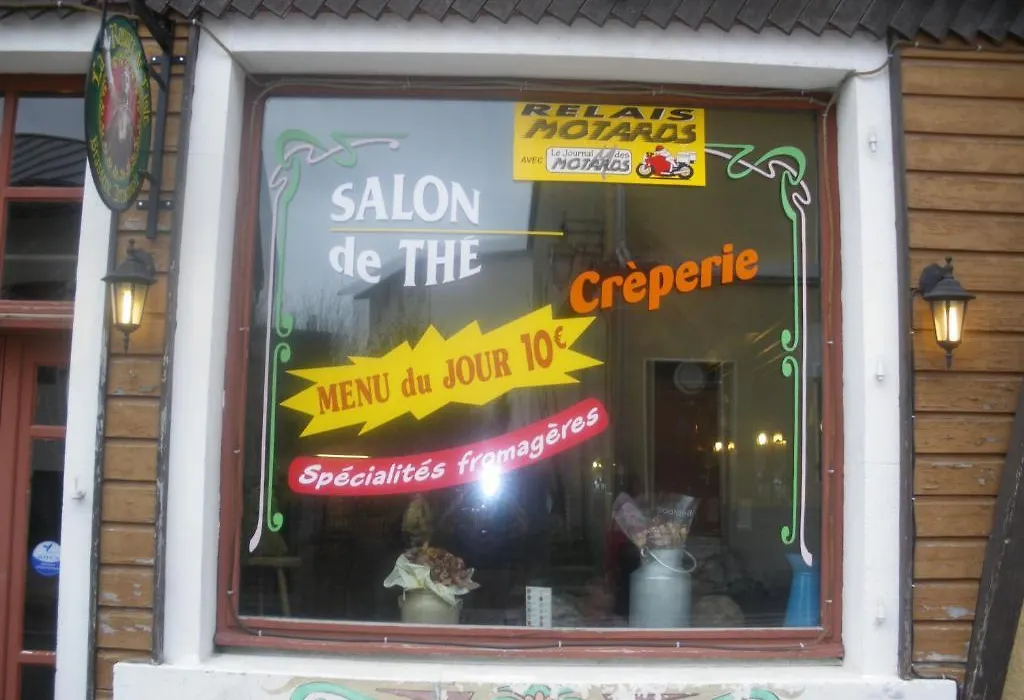 RELAIS
MOTARDS
AVEC
Le Journal des
MOTARDS
SALON
de THÉ
Crèperie
MENU du JOUR 10€
Spécialités fromagères